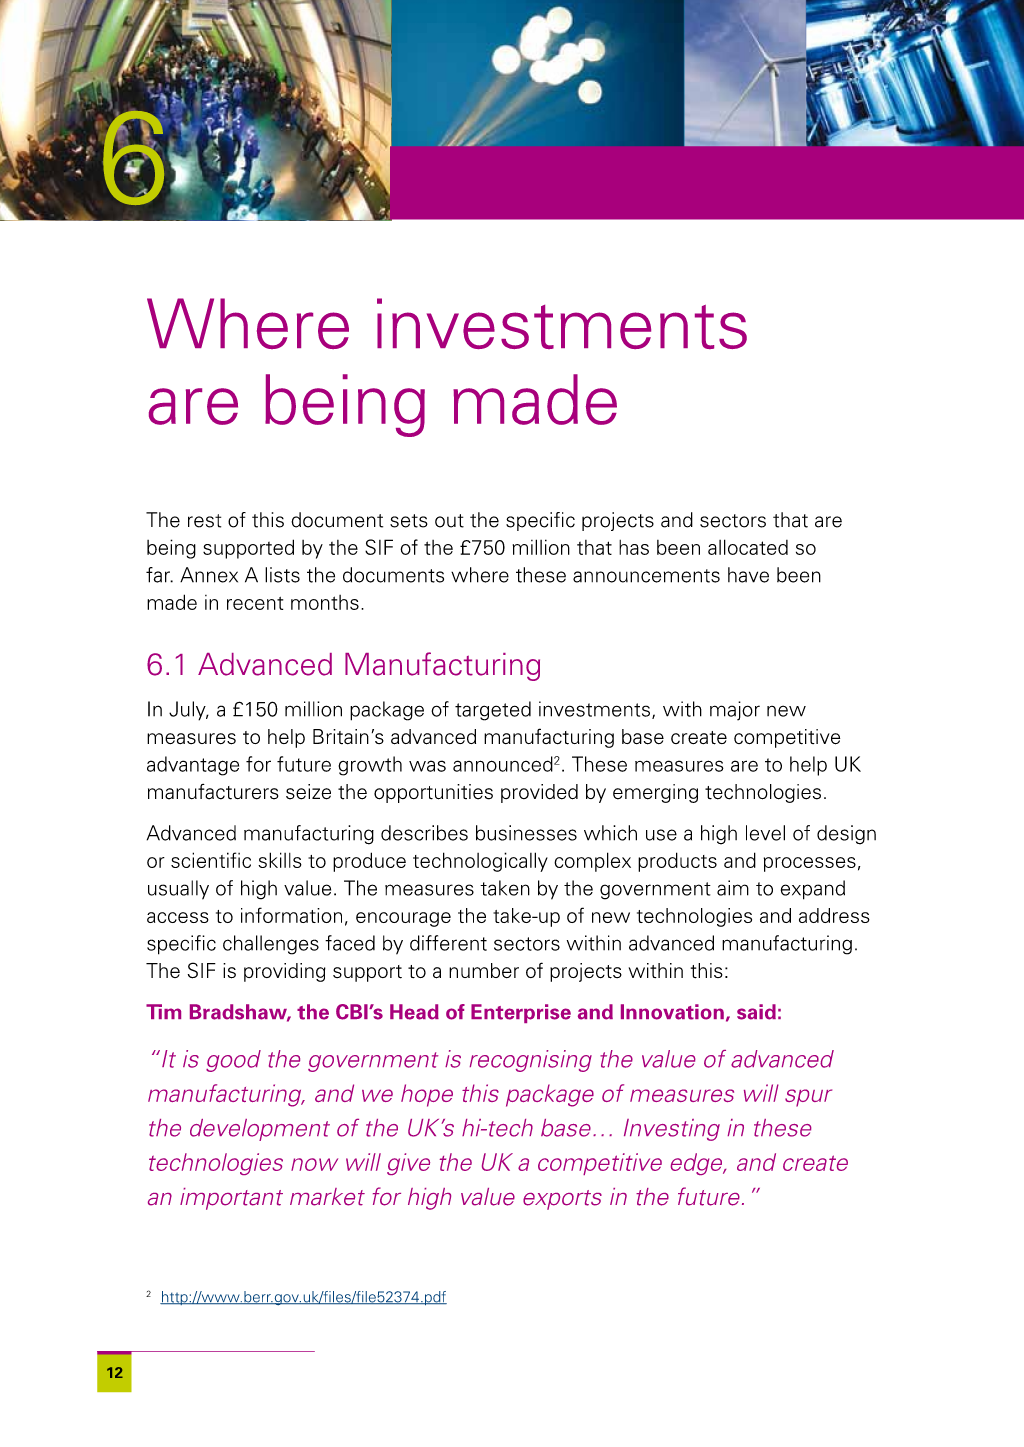 6
Where investments
are being made
The rest of this document sets out the specific projects and sectors that are
being supported by the SIF of the £750 million that has been allocated so
far. Annex A lists the documents where these announcements have been
made in recent months.
6.1 Advanced Manufacturing
In July, a £150 million package of targeted investments, with major new
measures to help Britain’s advanced manufacturing base create competitive
advantage for future growth was announced². These measures are to help UK
manufacturers seize the opportunities provided by emerging technologies.
Advanced manufacturing describes businesses which use a high level of design
or scientific skills to produce technologically complex products and processes,
usually of high value. The measures taken by the government aim to expand
access to information, encourage the take-up of new technologies and address
specific challenges faced by different sectors within advanced manufacturing.
The SIF is providing support to a number of projects within this:
Tim Bradshaw, the CBI’s Head of Enterprise and Innovation, said:
“It is good the government is recognising the value of advanced
manufacturing, and we hope this package of measures will spur
the development of the UK’s hi-tech base… Investing in these
technologies now will give the UK a competitive edge, and create
an important market for high value exports in the future.”
² http://www.berr.gov.uk/files/file52374.pdf
12